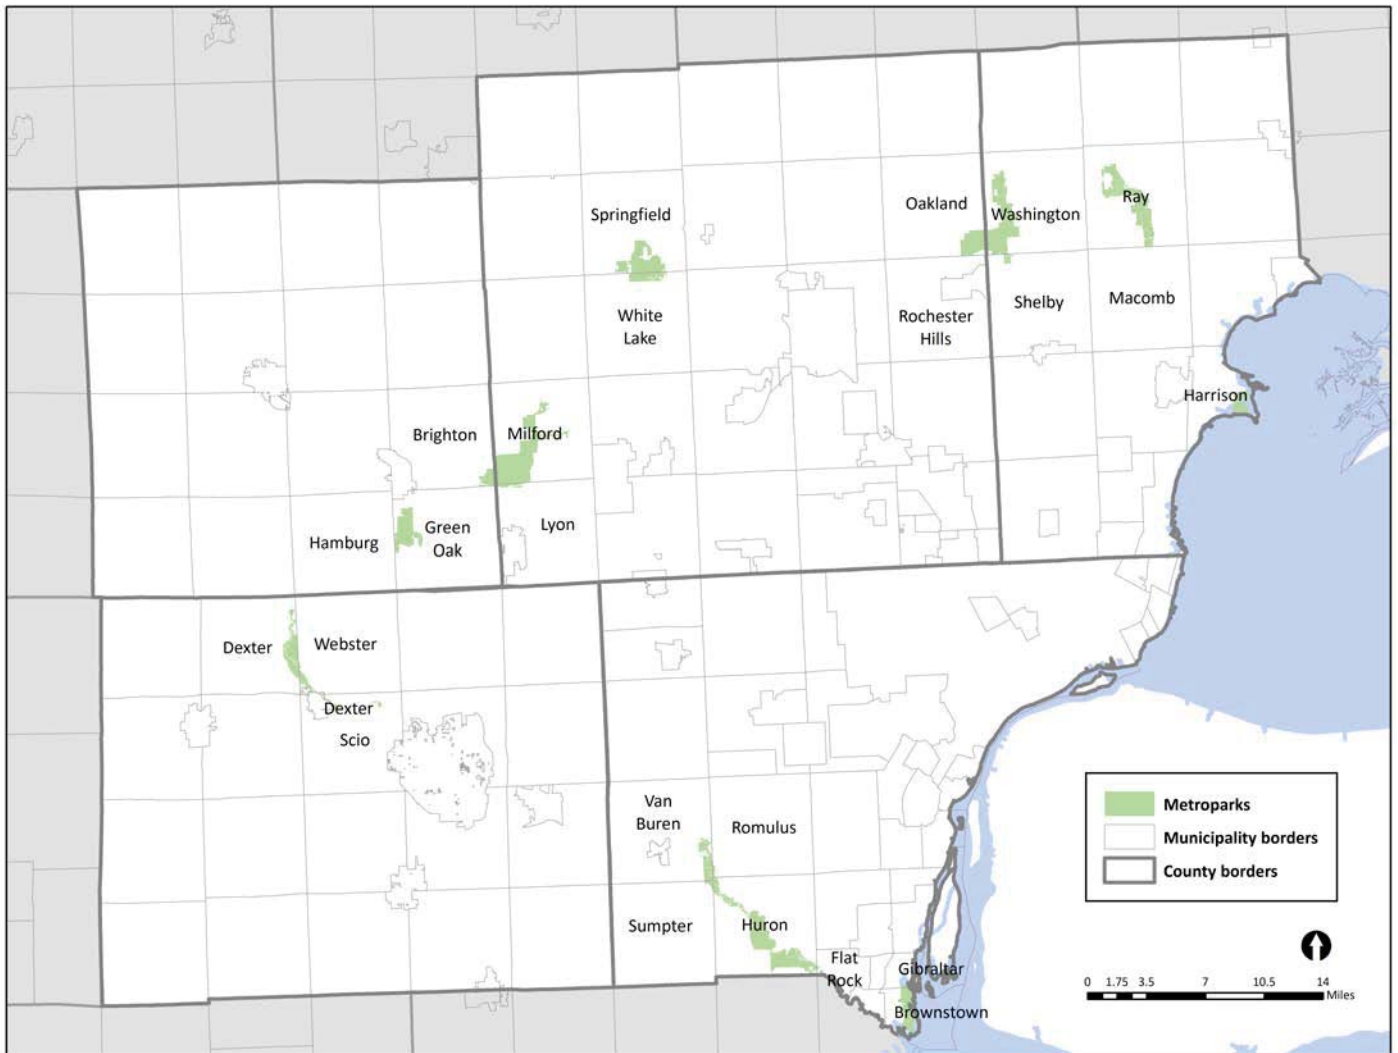 Springfield
Oakland
Washington
Ray
White
Lake
Rochester
Hills
Shelby
Macomb
Harrison
Brighton
Milford
Hamburg
Green
Oak
Lyon
Dexter
Webster
Dexter
Scio
Van
Buren
Romulus
Sumpter
Huron
Flat
Rock
Gibraltar
Brownstown
Metroparks
Municipality borders
County borders
0 1.75 3.5 7 10.5 14
Miles